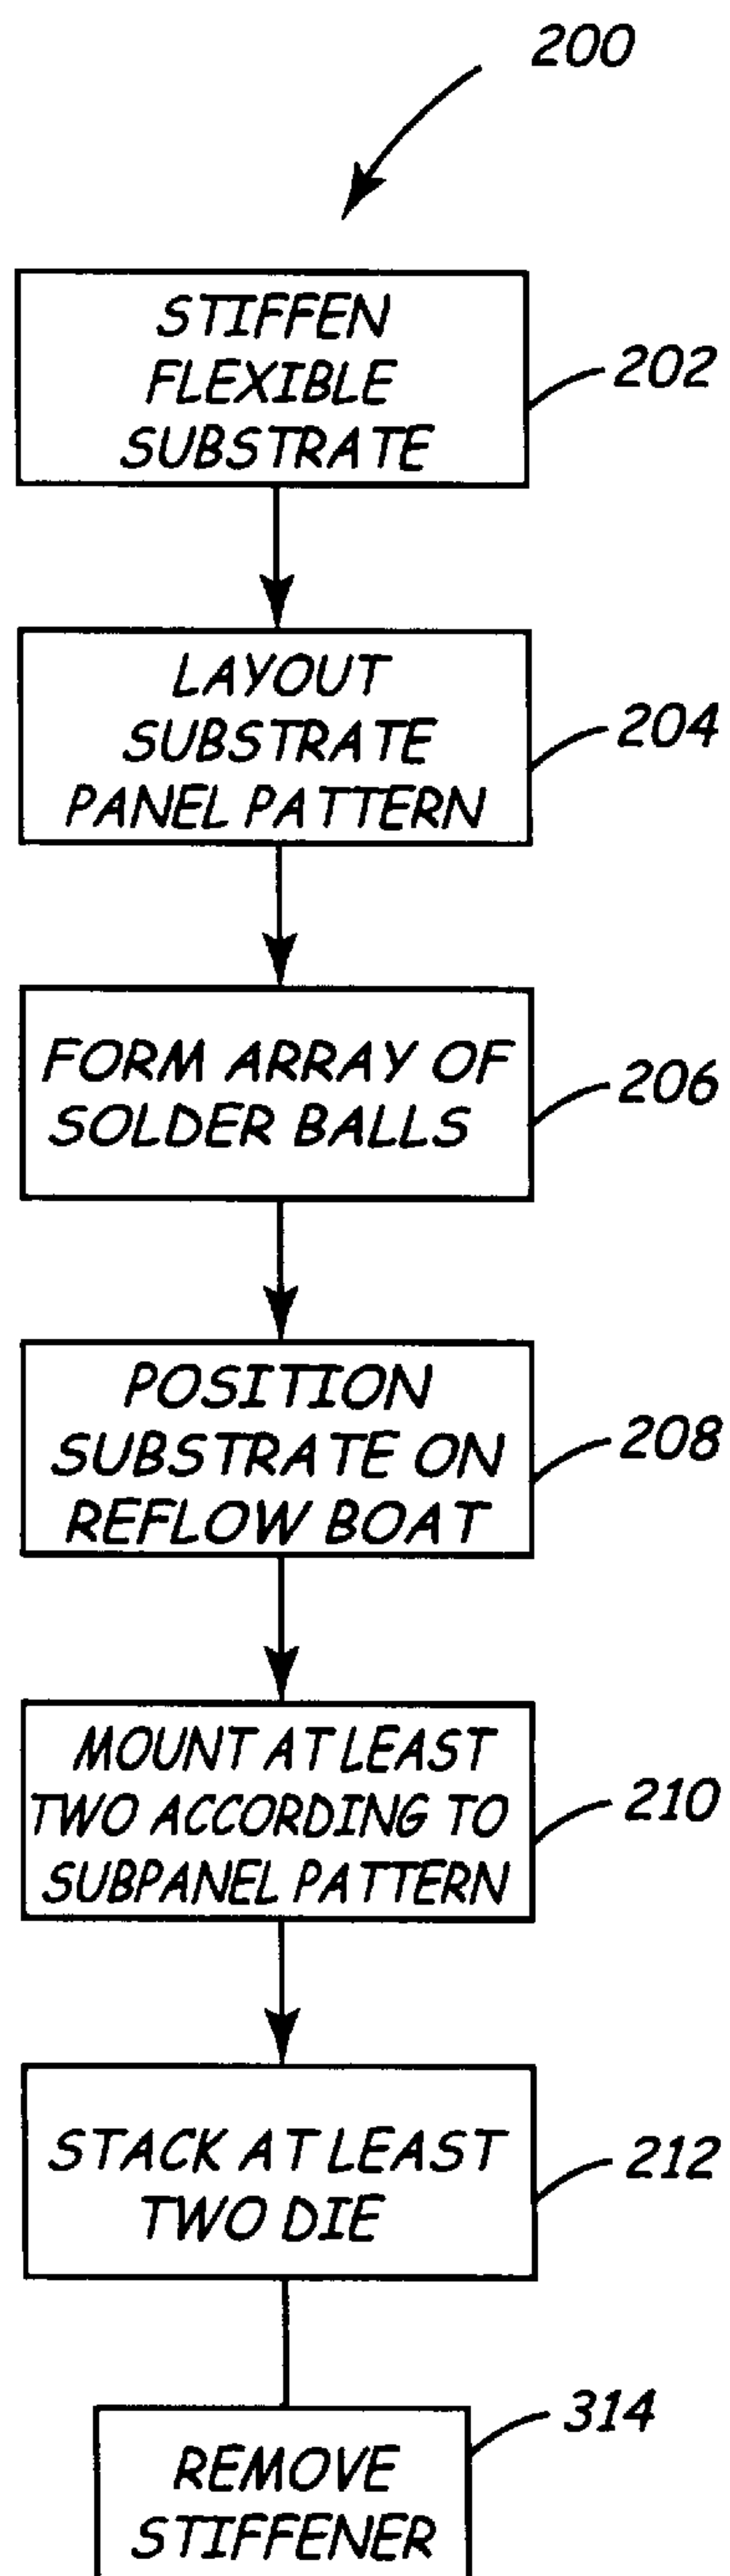 200
STIFFEN
FLEXIBLE
SUBSTRATE
202
LAYOUT
SUBSTRATE
PANEL PATTERN
204
FORM ARRAY OF
SOLDER BALLS
206
POSITION
SUBSTRATE ON
REFLOW BOAT
208
MOUNT AT LEAST
TWO ACCORDING TO
SUBPANEL PATTERN
210
STACK AT LEAST
TWO DIE
212
REMOVE
STIFFENER
314